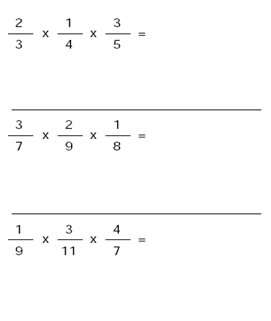 2/3 x 1/4 x 3/5 =
3/7 x 2/9 x 1/8 =
1/9 x 3/11 x 4/7 =